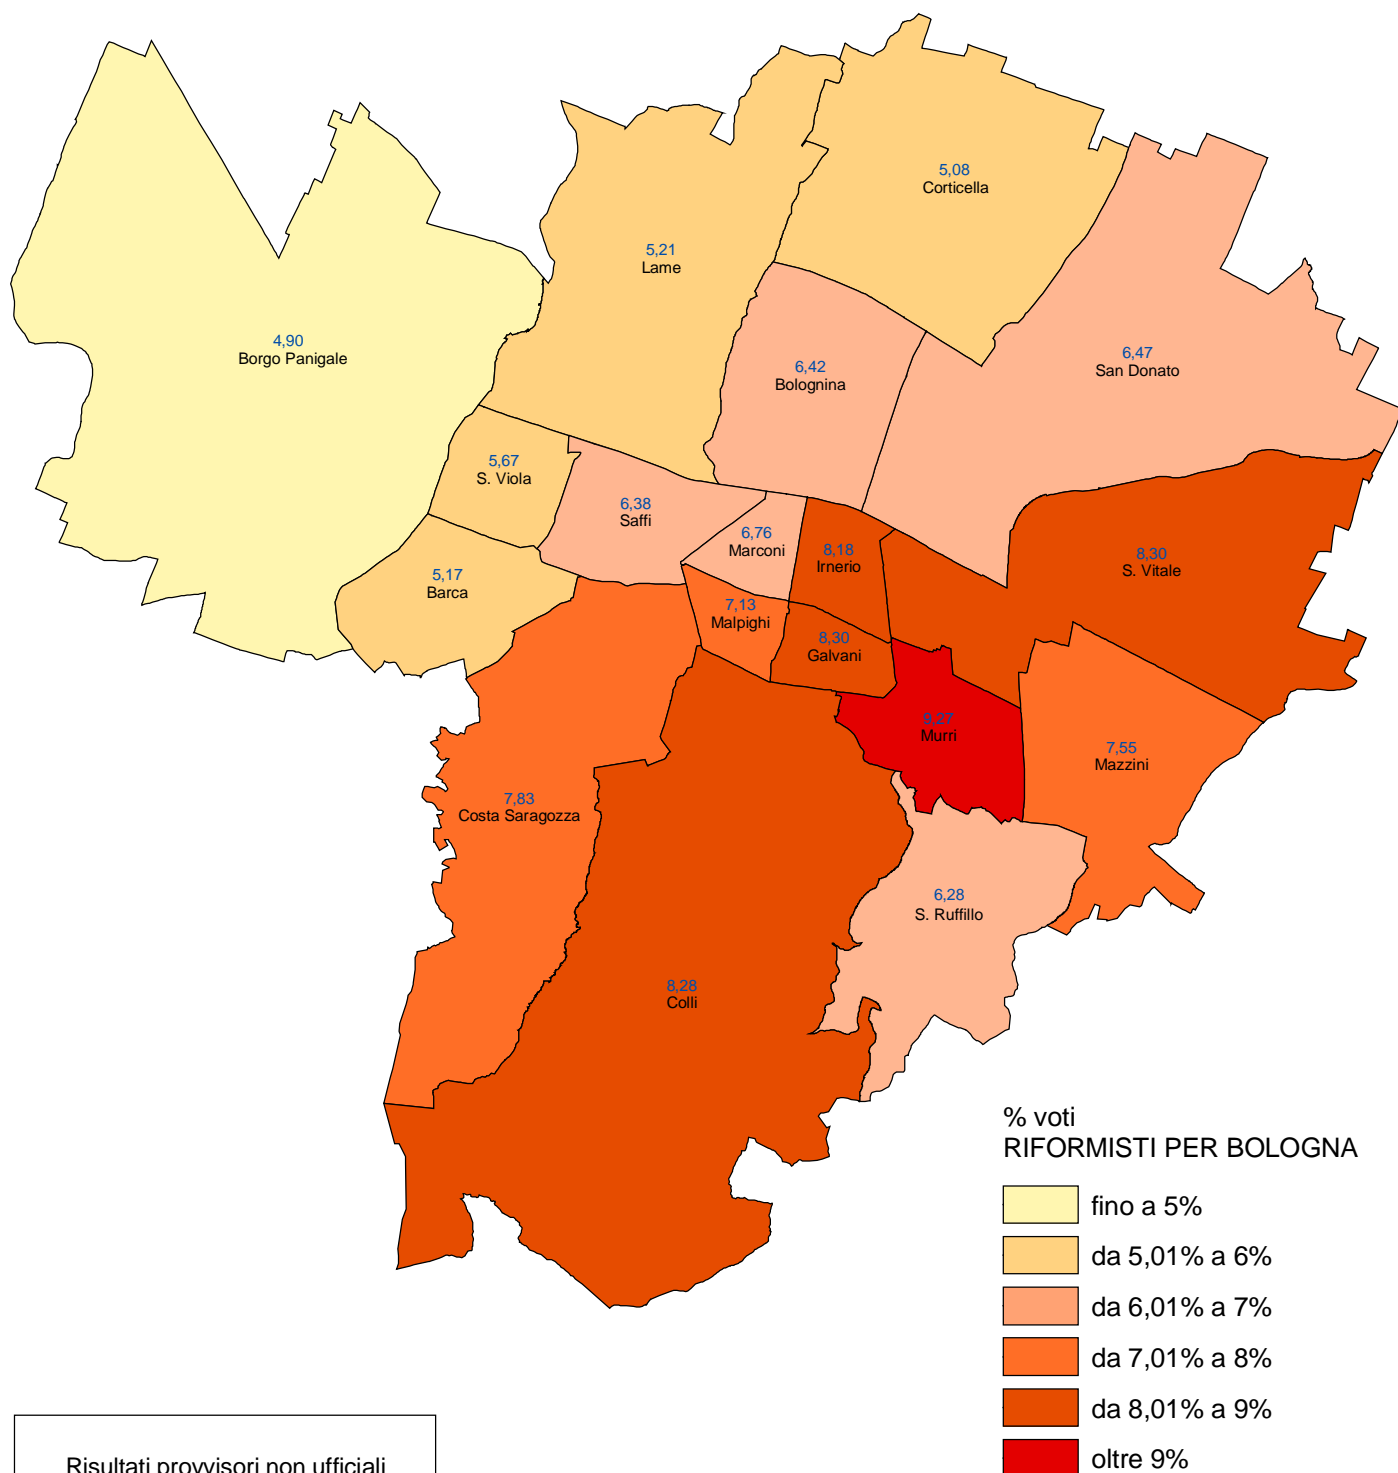 5,08
Corticella
5,21
Lame
4,90
Borgo Panigale
6,42
Bolognina
6,47
San Donato
5,67
S. Viola
6,38
Saffi
6,76
Marconi
8,18
Irnerio
8,30
S. Vitale
5,17
Barca
7,13
Malpighi
8,30
Galvani
9,27
Murri
7,55
Mazzini
7,83
Costa Saragozza
6,28
S. Ruffillo
8,28
Colli
% voti
RIFORMISTI PER BOLOGNA
fino a 5%
da 5,01% a 6%
da 6,01% a 7%
da 7,01% a 8%
da 8,01% a 9%
oltre 9%
Risultati provvisori non ufficiali